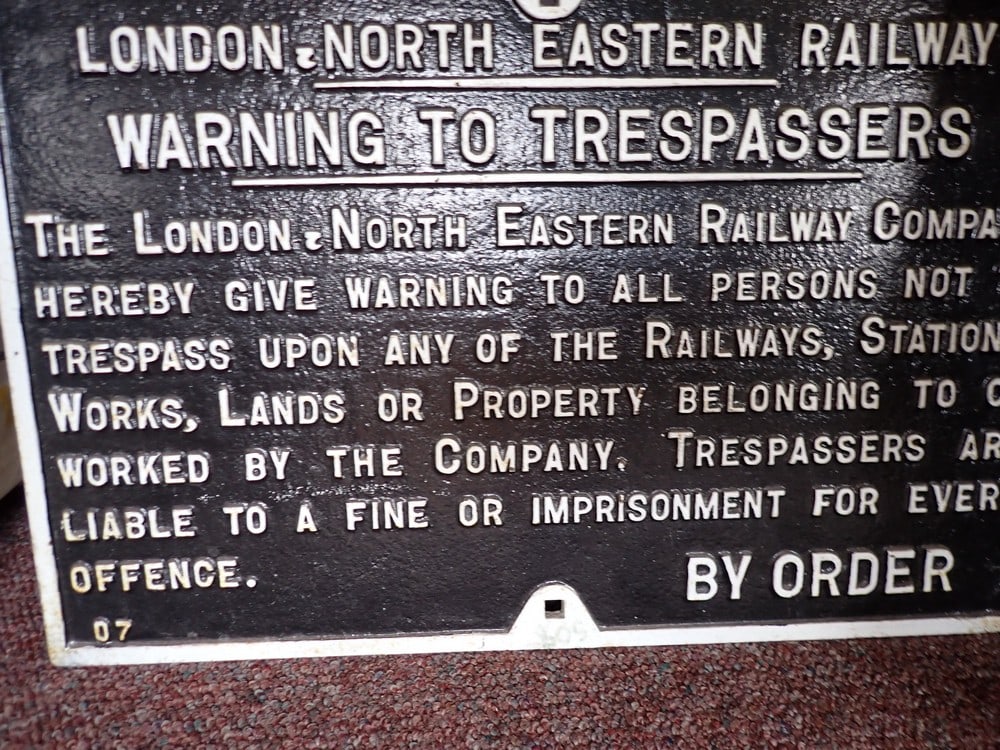 LONDON & NORTH EASTERN RAILWAY
WARNING TO TRESPASSERS
THE LONDON & NORTH EASTERN RAILWAY COMPA
HEREBY GIVE WARNING TO ALL PERSONS NOT
TRESPASS UPON ANY OF THE RAILWAYS, STATION
WORKS, LANDS OR PROPERTY BELONGING TO O
WORKED BY THE COMPANY. TRESPASSERS AR
LIABLE TO A FINE OR IMPRiSONMENT FOR EVER
OFFENCE.
BY ORDER
07